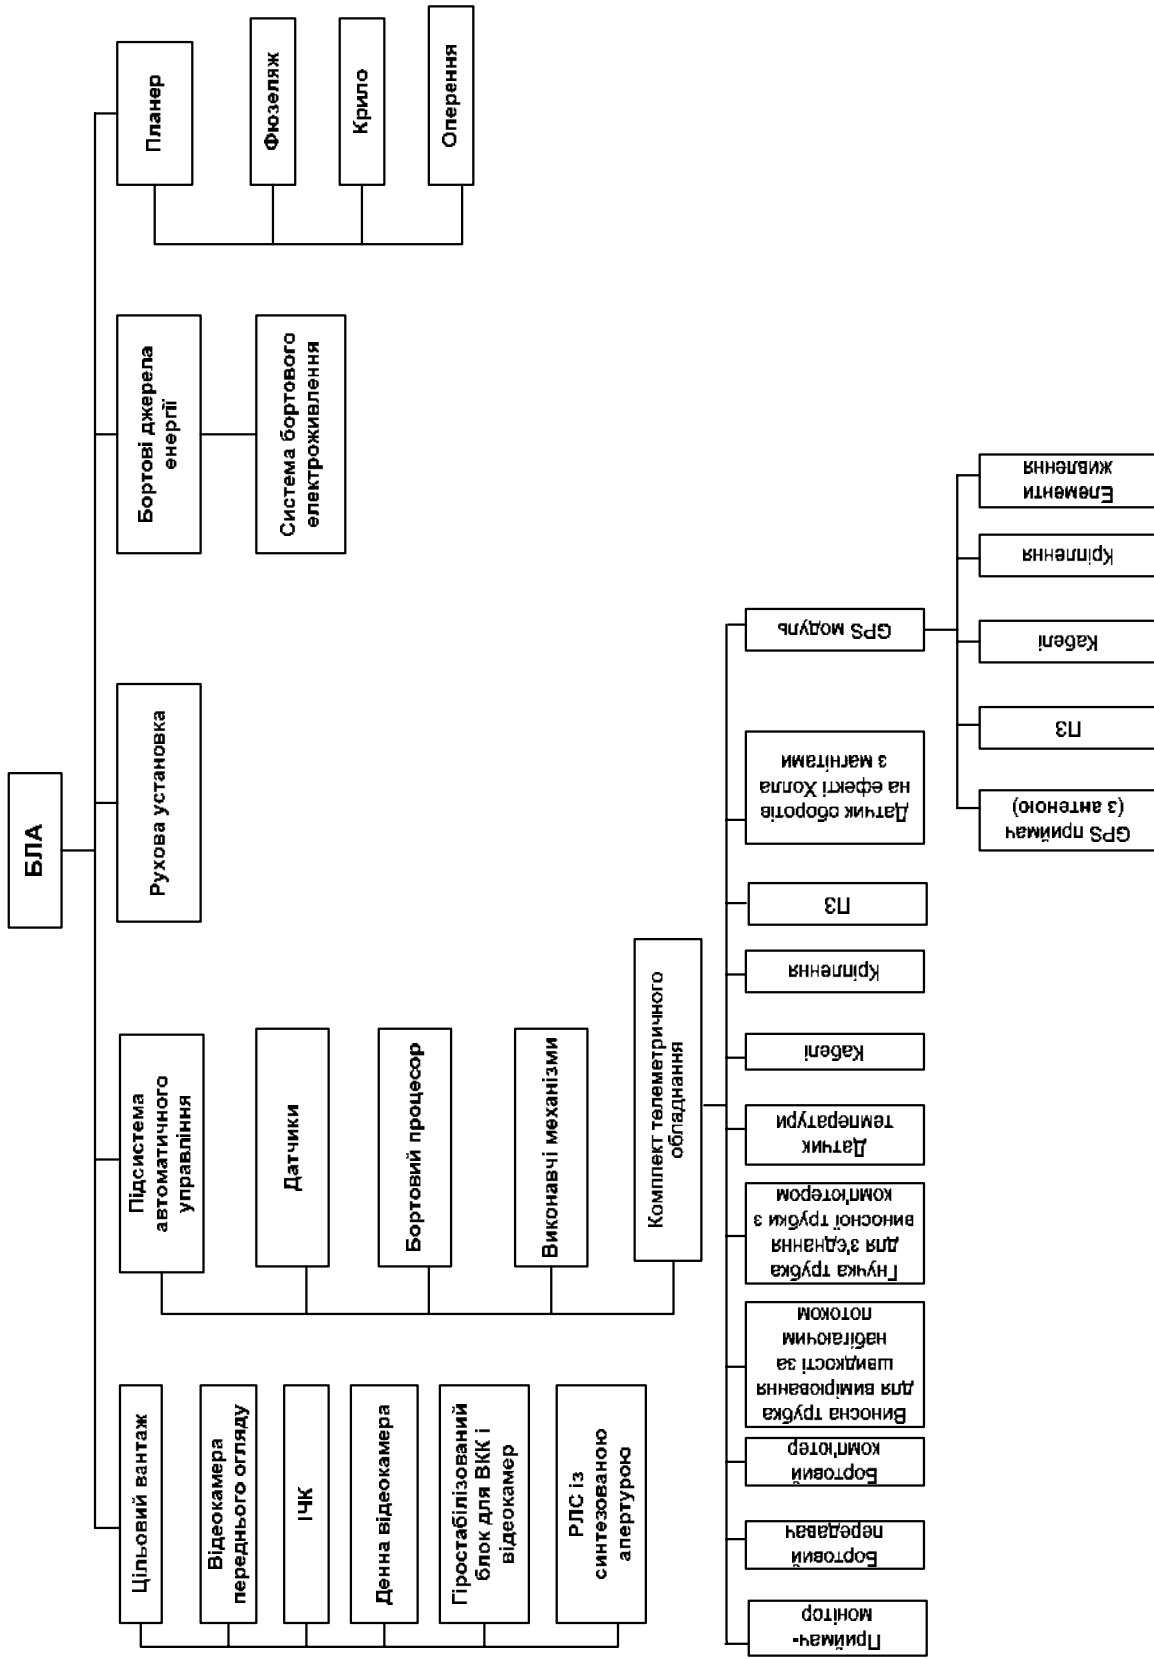 БЛА
Цільовий вантаж
Відеокамера
переднього огляду
ІЧК
Денна відеокамера
Гіростабілізований
блок для ВКК і
відеокамер
РЛС із
синтезованою
апертурою
Підсистема
автоматичного
управління
Датчики
Бортовий процесор
Виконавчі механізми
Комплект телеметричного
обладнання
Рухова установка
Бортові джерела
енергії
Система бортового
електроживлення
Планер
Фюзеляж
Крило
Оперення
Приймач-
монітор
Бортовий
передавач
Бортовий
комп'ютер
Виносна трубка
для вимірювання
швидкості за
набігаючим
потоком
Гнучка трубка
для з'єднання
виносної трубки з
комп'ютером
Датчик
температури
Кабелі
Кріплення
ПЗ
Датчик оборотів
на ефекті Холла
з магнітами
GPS модуль
GPS приймач
(з антеною)
ПЗ
Кабелі
Кріплення
Елементи
живлення